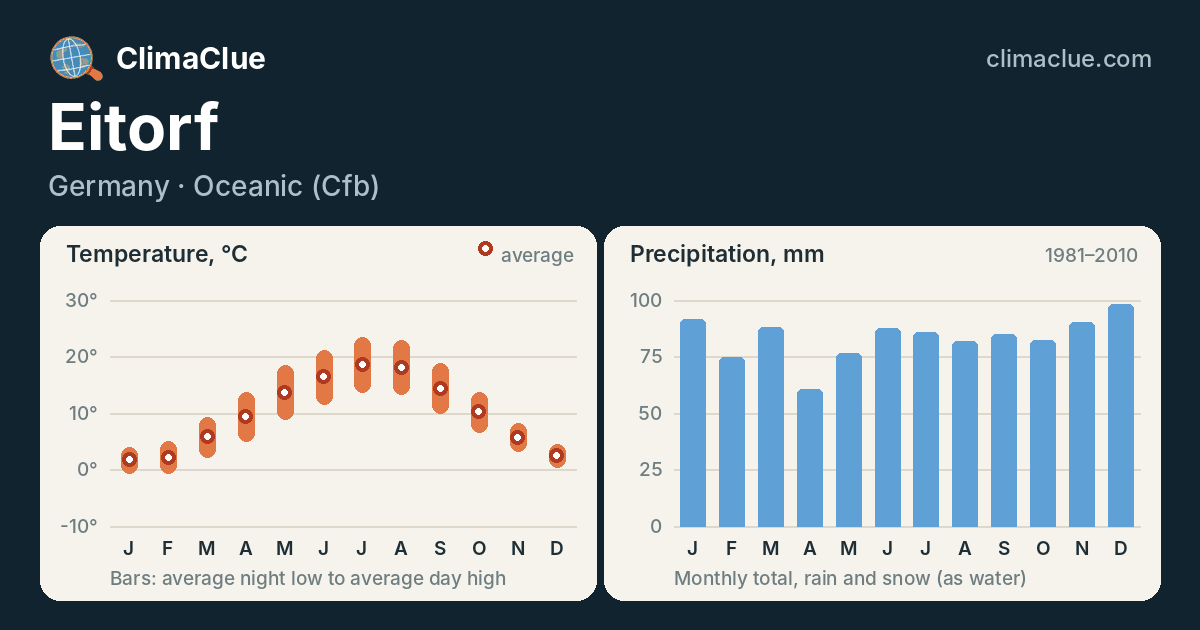 ClimaClue
climaclue.com
Eitorf
Germany · Oceanic (Cfb)
Temperature, °C
average
30°
20°
10°
0°
-10°
J F M A M J J A S O N D
Bars: average night low to average day high
Precipitation, mm
1981–2010
100
75
50
25
0
J F M A M J J A S O N D
Monthly total, rain and snow (as water)